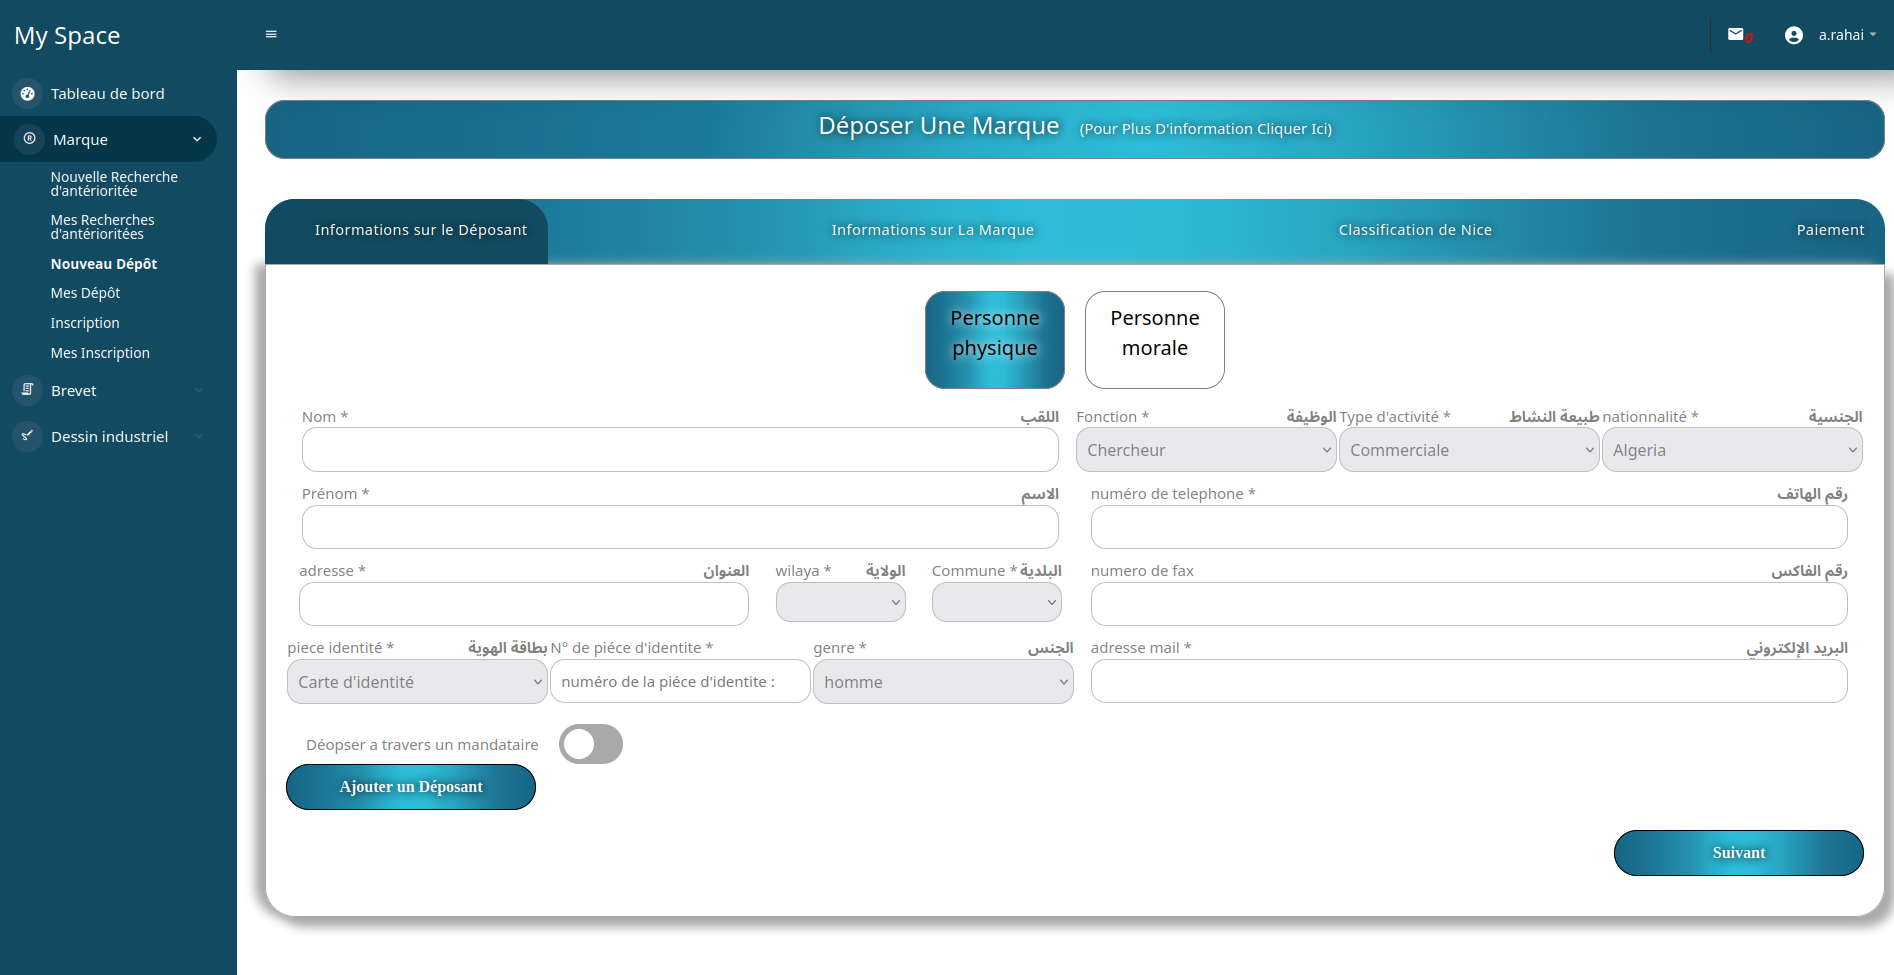 My Space
0
a.rahai
Tableau de bord
Marque
Nouvelle Recherche
d'antérioritée
Mes Recherches
d'antérioritées
Nouveau Dépôt
Mes Dépôt
Inscription
Mes Inscription
Brevet
Dessin industriel
Déposer Une Marque (Pour Plus D'information Cliquer Ici)
Informations sur le Déposant
Informations sur La Marque
Classification de Nice
Paiement
Personne
physique
Personne
morale
Nom * اللقب
Fonction * الوظيفة
Chercheur
Type d'activité * طبيعة النشاط
Commerciale
nationnalité * الجنسية
Algeria
Prénom * الاسم
numéro de telephone * رقم الهاتف
adresse * العنوان
wilaya * الولاية
Commune * البلدية
numero de fax رقم الفاكس
piece identité * بطاقة الهوية
Carte d'identité
N° de piéce d'identite *
numéro de la piéce d'identite :
genre * الجنس
homme
adresse mail * البريد الإلكتروني
Déopser a travers un mandataire
Ajouter un Déposant
Suivant